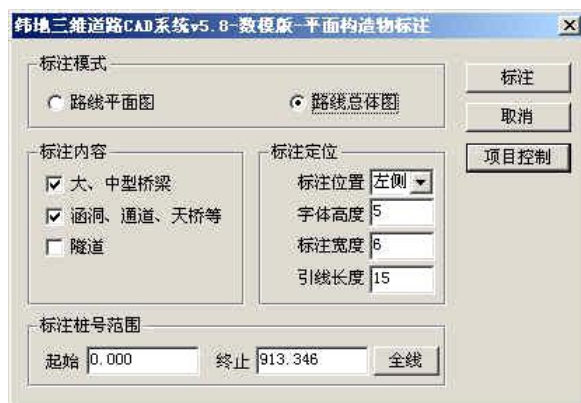 纬地三维道路CAD系统v5.8-数模版-平面构造物标注
标注模式
路线平面图 路线总体图
标注
取消
项目控制
标注内容
大、中型桥梁
涵洞、通道、天桥等
隧道
标注定位
标注位置 左侧
字体高度 5
标注宽度 6
引线长度 15
标注桩号范围
起始 0.000 终止 913.346 全线